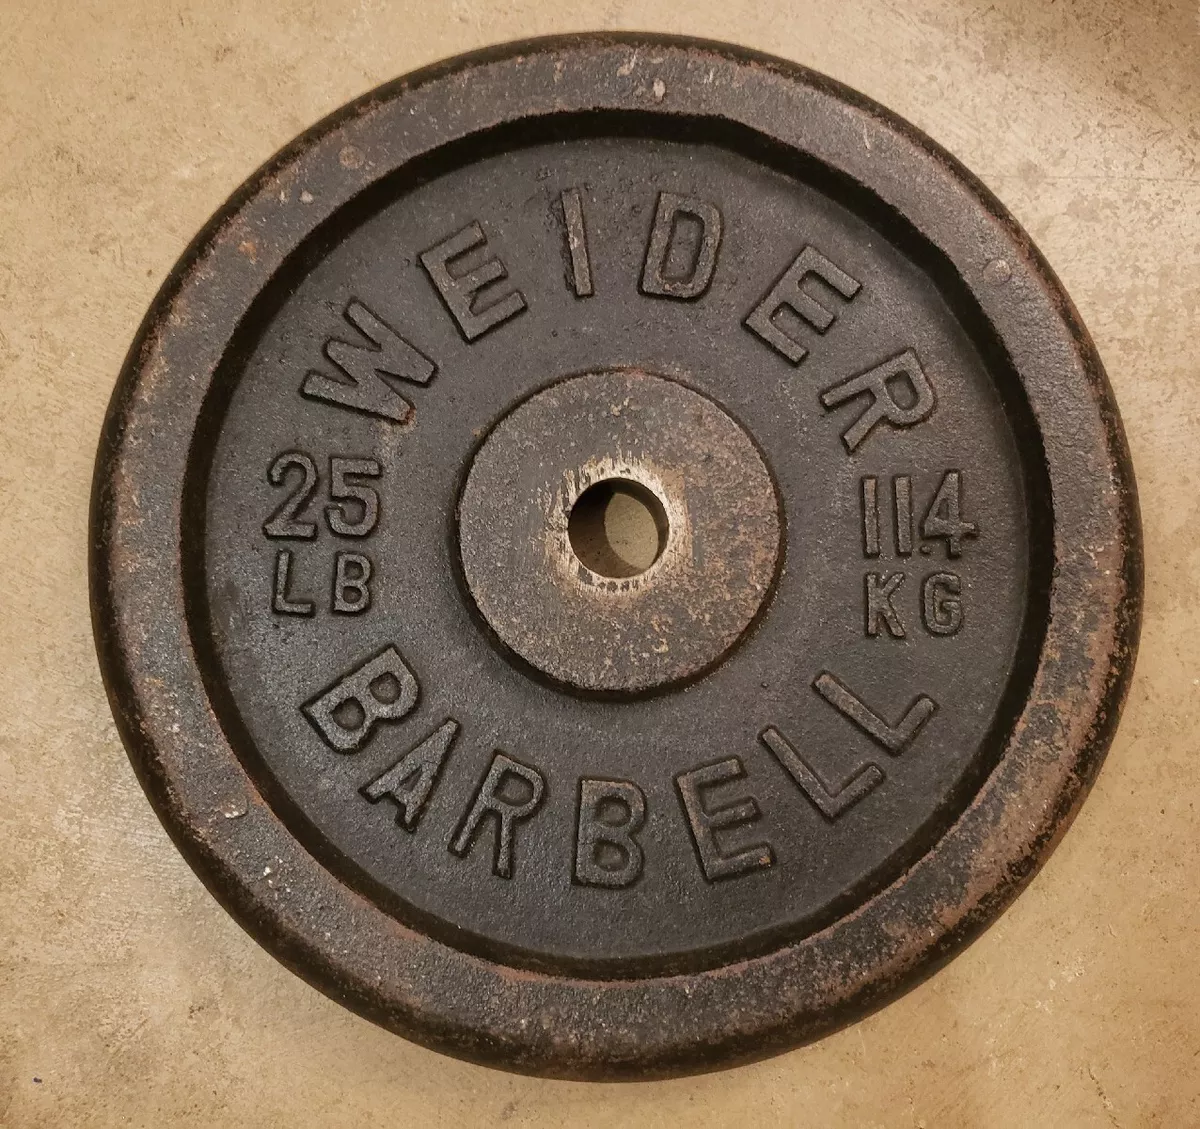 WEIDER
25
LB
11.4
KG
BARBELL